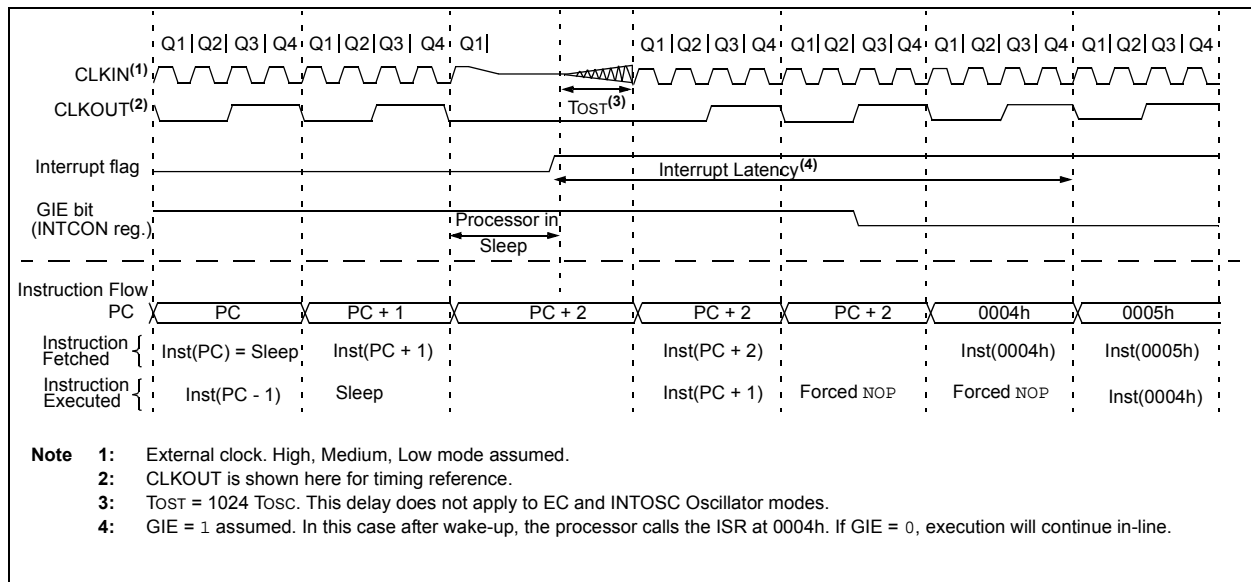 Q1| Q2| Q3| Q4 Q1| Q2| Q3| Q4 Q1| Q1| Q2| Q3| Q4 Q1| Q2| Q3| Q4 Q1| Q2| Q3| Q4 Q1| Q2| Q3| Q4
CLKIN(1)
CLKOUT(2)
TOST(3)
Interrupt flag
Interrupt Latency(4)
GIE bit
(INTCON reg.)
Processor in
Sleep
Instruction Flow
PC PC PC + 1 PC + 2 PC + 2 PC + 2 0004h 0005h
Instruction
Fetched
Inst(PC) = Sleep Inst(PC + 1) Inst(PC + 2) Inst(0004h) Inst(0005h)
Instruction
Executed
Inst(PC - 1) Sleep Inst(PC + 1) Forced NOP Forced NOP Inst(0004h)
Note 1: External clock. High, Medium, Low mode assumed.
2: CLKOUT is shown here for timing reference.
3: TOST = 1024 TOSC. This delay does not apply to EC and INTOSC Oscillator modes.
4: GIE = 1 assumed. In this case after wake-up, the processor calls the ISR at 0004h. If GIE = 0, execution will continue in-line.